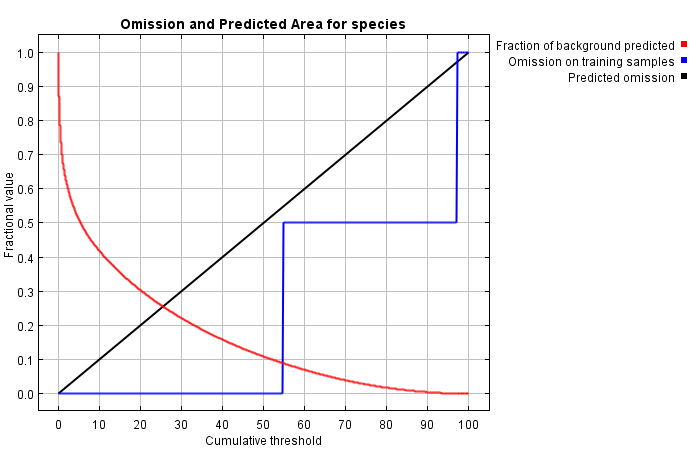 Omission and Predicted Area for species
Fraction of background predicted
Omission on training samples
Predicted omission
Fractional value
1.0
0.9
0.8
0.7
0.6
0.5
0.4
0.3
0.2
0.1
0.0
0 10 20 30 40 50 60 70 80 90 100
Cumulative threshold